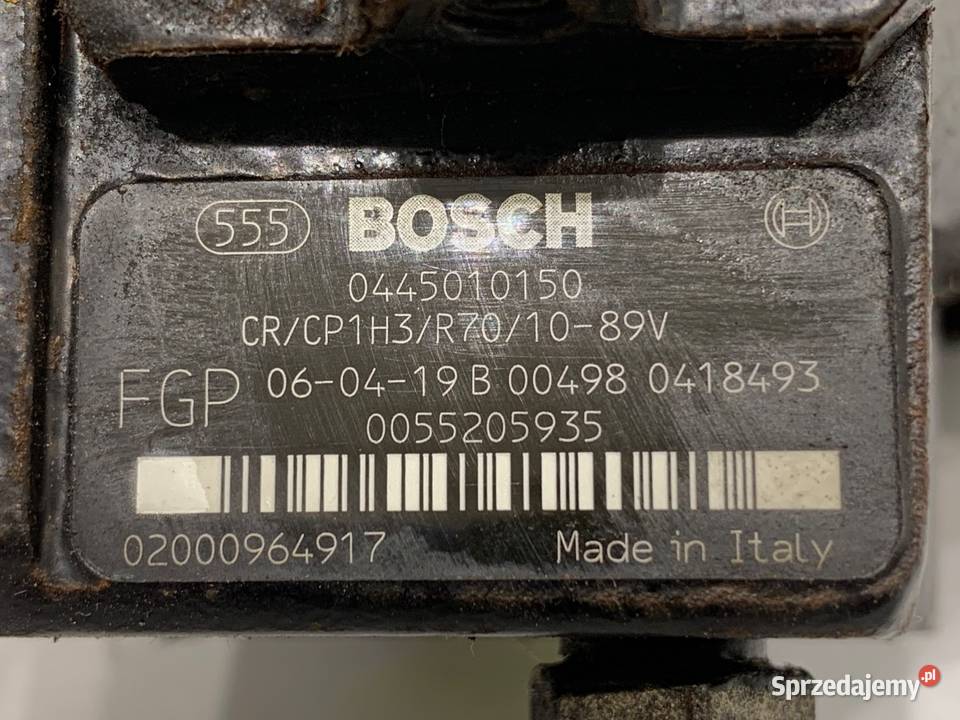 555 BOSCH
0445010150
CR/CP1H3/R70/10-89V
FGP 06-04-19 B 00498 0418493
0055205935
02000964917 Made in Italy
Sprzedajemy.pl